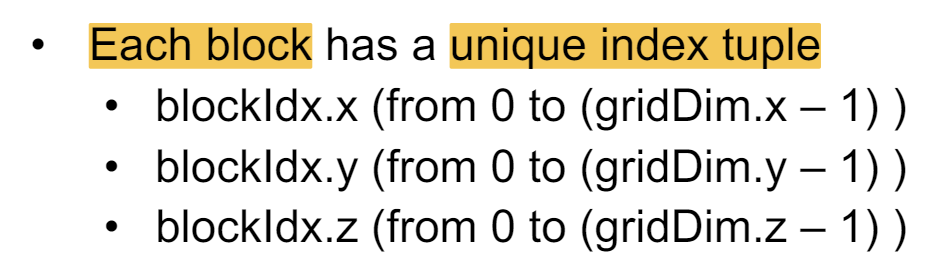 • Each block has a unique index tuple
• blockIdx.x (from 0 to (gridDim.x – 1) )
• blockIdx.y (from 0 to (gridDim.y – 1) )
• blockIdx.z (from 0 to (gridDim.z – 1) )